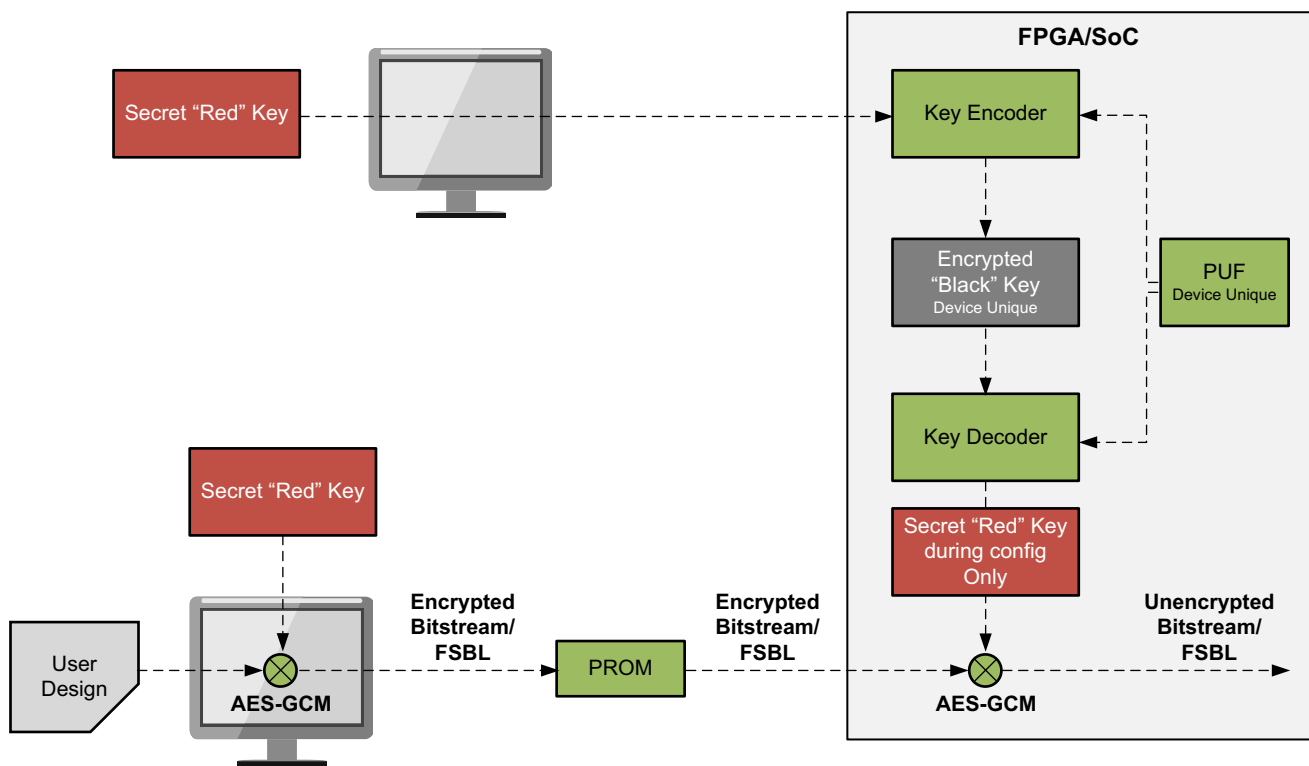 FPGA/SoC
Secret “Red” Key
Key Encoder
Encrypted
“Black” Key
Device Unique
PUF
Device Unique
Key Decoder
Secret “Red” Key
Secret “Red” Key
during config
Only
User
Design
AES-GCM
Encrypted
Bitstream/
FSBL
PROM
Encrypted
Bitstream/
FSBL
AES-GCM
Unencrypted
Bitstream/
FSBL